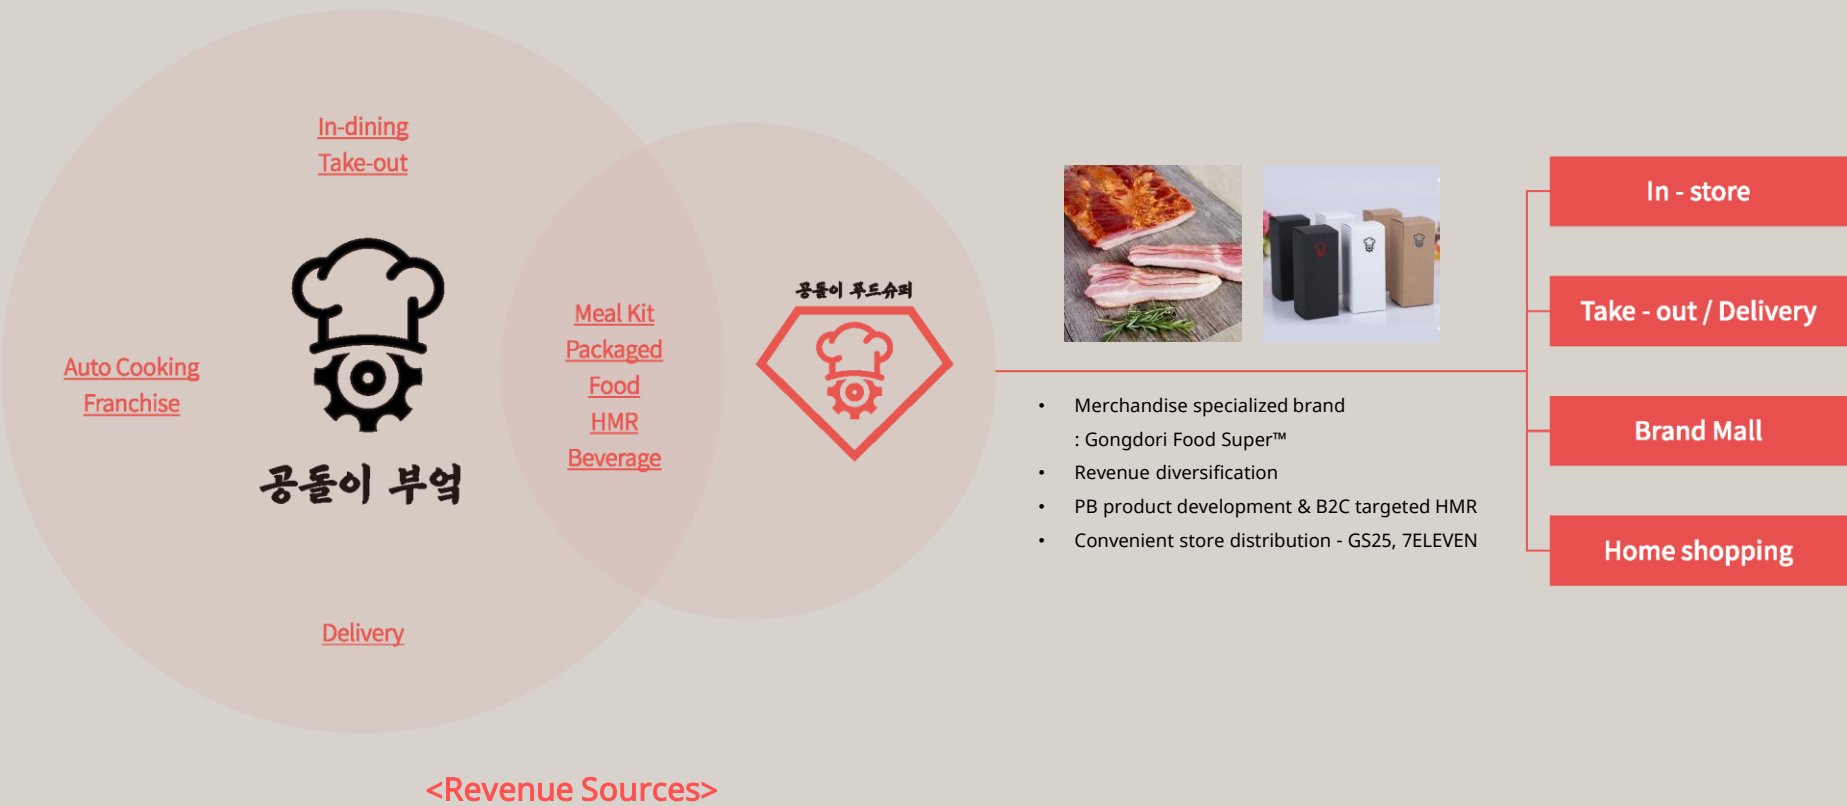 In-dining
Take-out
Auto Cooking
Franchise
공돌이 부엌
Delivery
Meal Kit
Packaged
Food
HMR
Beverage
공돌이 푸드슈퍼
• Merchandise specialized brand
: Gongdori Food Super™
• Revenue diversification
• PB product development & B2C targeted HMR
• Convenient store distribution - GS25, 7ELEVEN
In - store
Take - out / Delivery
Brand Mall
Home shopping
<Revenue Sources>